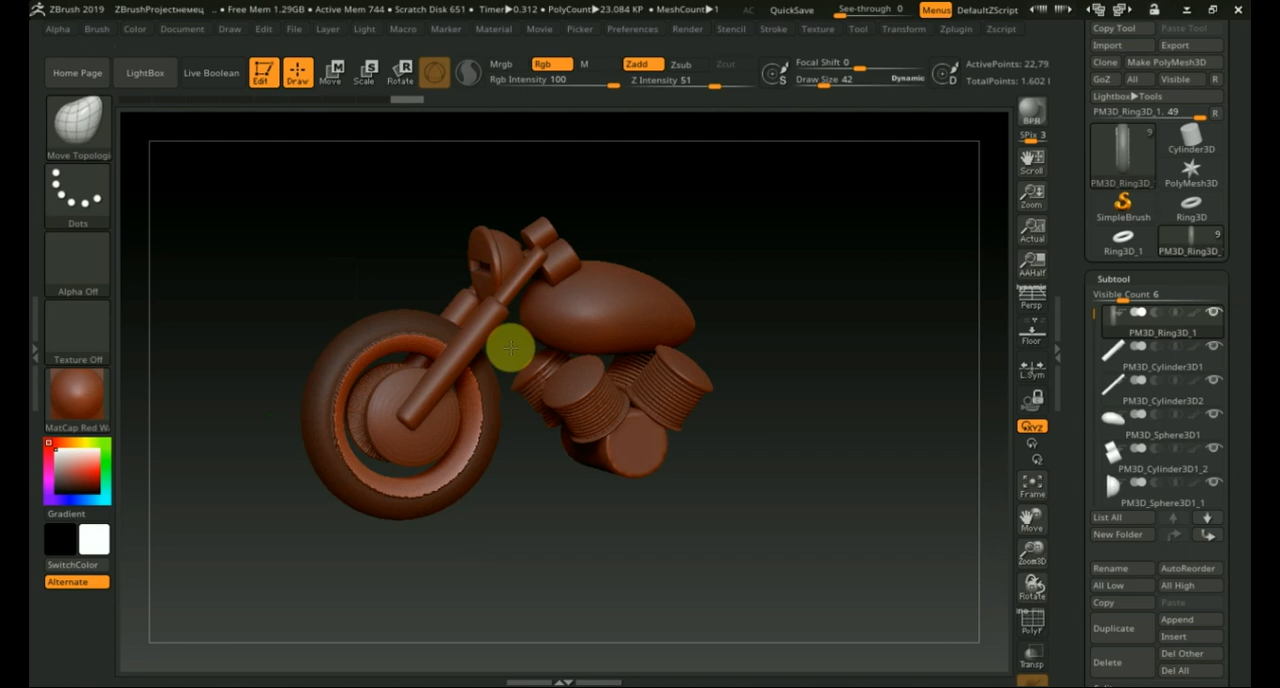 ZBrush 2019 ZBrushProjectнемец .. • Free Mem 1.29GB • Active Mem 744 • Scratch Disk 651 • Timer▶0.312 • PolyCount▶23.084 KP • MeshCount▶1 AC QuickSave See-through 0 Menus DefaultZScript
Alpha Brush Color Document Draw Edit File Layer Light Macro Marker Material Movie Picker Preferences Render Stencil Stroke Texture Tool Transform Zplugin Zscript
Home Page LightBox Live Boolean Edit Draw Move Scale Rotate
Mrgb Rgb M Zadd Zsub Zcut
Rgb Intensity 100 Z Intensity 51
Focal Shift 0
Draw Size 42 Dynamic
S D
ActivePoints: 22,79
TotalPoints: 1.602
Move Topologi
Dots
Alpha Off
Texture Off
MatCap Red W
Gradient
SwitchColor
Alternate
BPR
SPix 3
Scroll
Zoom
Actual
AAHalf
Dynamic
Persp
Floor
L.Sym
XYZ
Frame
Move
Zoom3D
Rotate
PolyF
Transp
Copy Tool Paste Tool
Import Export
Clone Make PolyMesh3D
GoZ All Visible R
Lightbox▶Tools
PM3D_Ring3D_1. 49 R
9
Cylinder3D
PM3D_Ring3D_ PolyMesh3D
SimpleBrush Ring3D
9
Ring3D_1 PM3D_Ring3D_
Subtool
Visible Count 6
PM3D_Ring3D_1
PM3D_Cylinder3D1
PM3D_Cylinder3D2
PM3D_Sphere3D1
PM3D_Cylinder3D1_2
PM3D_Sphere3D1_1
List All
New Folder
Rename AutoReorder
All Low All High
Copy Paste
Duplicate Append
Insert
Delete Del Other
Del All